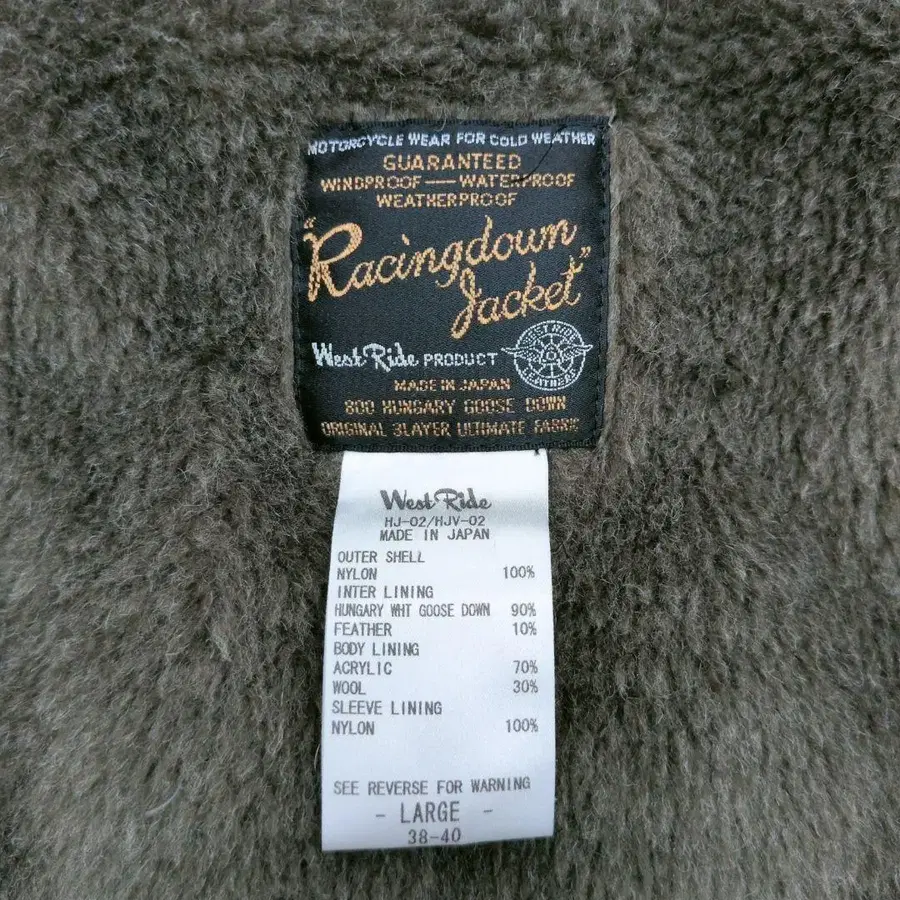 MOTORCYCLE WEAR FOR COLD WEATHER
GUARANTEED
WINDPROOF — WATERPROOF
WEATHERPROOF
"Racingdown
Jacket"
West Ride PRODUCT
WEST RIDE
LEATHERS
MADE IN JAPAN
800 HUNGARY GOOSE DOWN
ORIGINAL 3LAYER ULTIMATE FABRIC
West Ride
HJ-02/HJV-02
MADE IN JAPAN
OUTER SHELL
NYLON 100%
INTER LINING
HUNGARY WHT GOOSE DOWN 90%
FEATHER 10%
BODY LINING
ACRYLIC 70%
WOOL 30%
SLEEVE LINING
NYLON 100%
SEE REVERSE FOR WARNING
- LARGE -
38-40